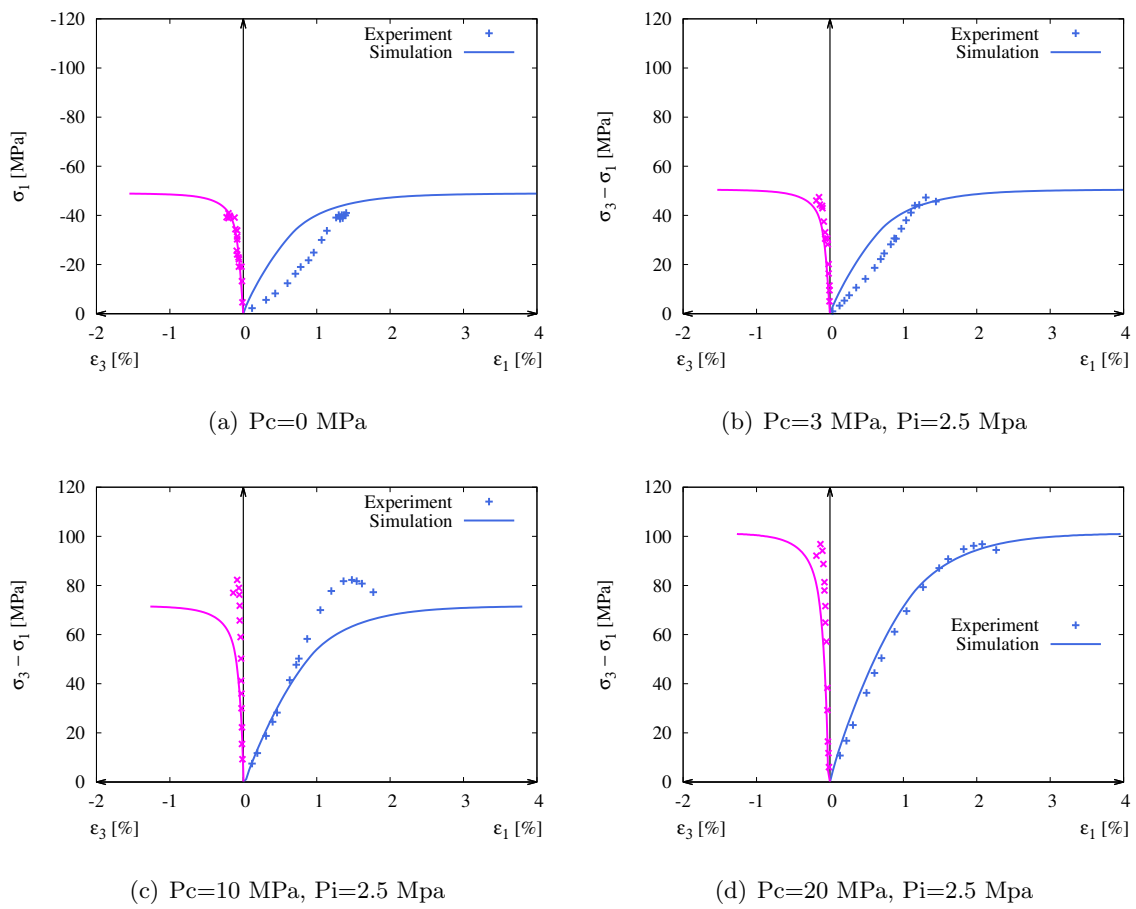 -120
-100
-80
-60
-40
-20
0
σ1 [MPa]
Experiment
Simulation
-2 -1 0 1 2 3 4
ε3 [%] ε1 [%]
(a) Pc=0 MPa
120
100
80
60
40
20
0
σ3 − σ1 [MPa]
Experiment
Simulation
-2 -1 0 1 2 3 4
ε3 [%] ε1 [%]
(b) Pc=3 MPa, Pi=2.5 Mpa
120
100
80
60
40
20
0
σ3 − σ1 [MPa]
Experiment
Simulation
-2 -1 0 1 2 3 4
ε3 [%] ε1 [%]
(c) Pc=10 MPa, Pi=2.5 Mpa
120
100
80
60
40
20
0
σ3 − σ1 [MPa]
Experiment
Simulation
-2 -1 0 1 2 3 4
ε3 [%] ε1 [%]
(d) Pc=20 MPa, Pi=2.5 Mpa